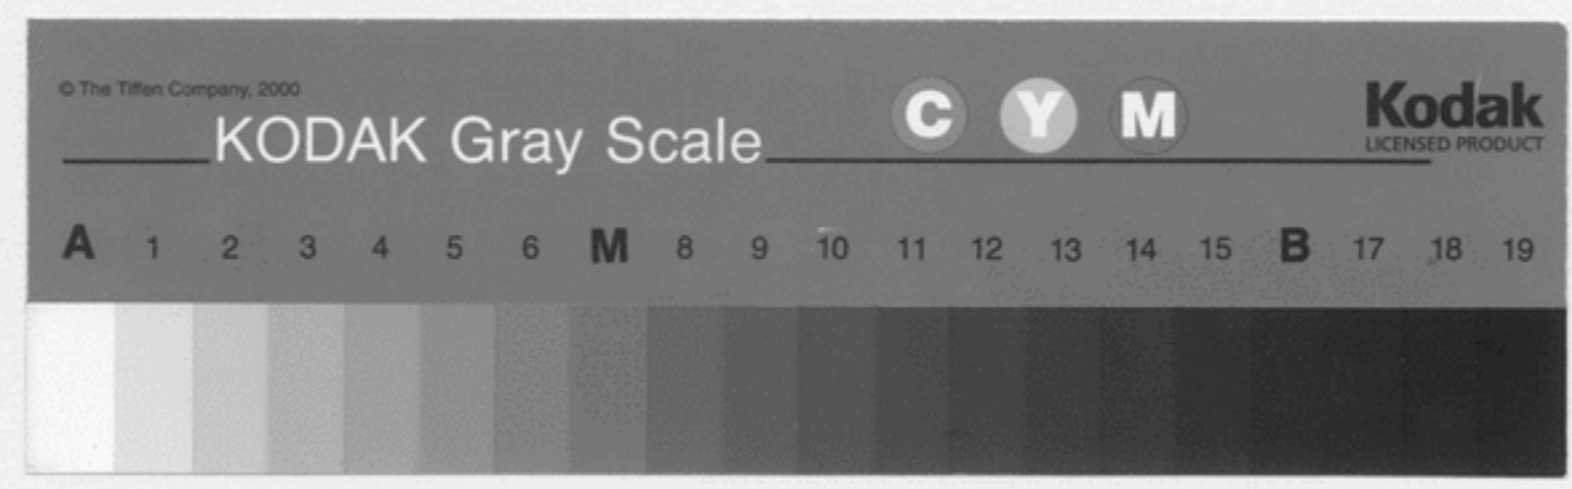 © The Tiffen Company, 2000
KODAK Gray Scale
C Y M
Kodak
LICENSED PRODUCT
A 1 2 3 4 5 6 M 8 9 10 11 12 13 14 15 B 17 18 19